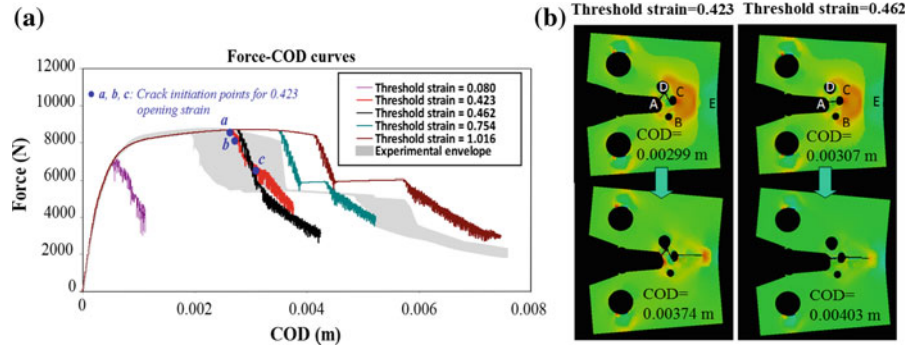 (a)
Force-COD curves
12000
10000
8000
6000
4000
2000
0
Force (N)
a, b, c: Crack initiation points for 0.423
opening strain
a
b
c
Threshold strain = 0.080
Threshold strain = 0.423
Threshold strain = 0.462
Threshold strain = 0.754
Threshold strain = 1.016
Experimental envelope
0
0.002
0.004
0.006
0.008
COD (m)
(b)
Threshold strain=0.423
D
C
A
E
B
COD=
0.00299 m
COD=
0.00374 m
Threshold strain=0.462
D
C
A
E
B
COD=
0.00307 m
COD=
0.00403 m